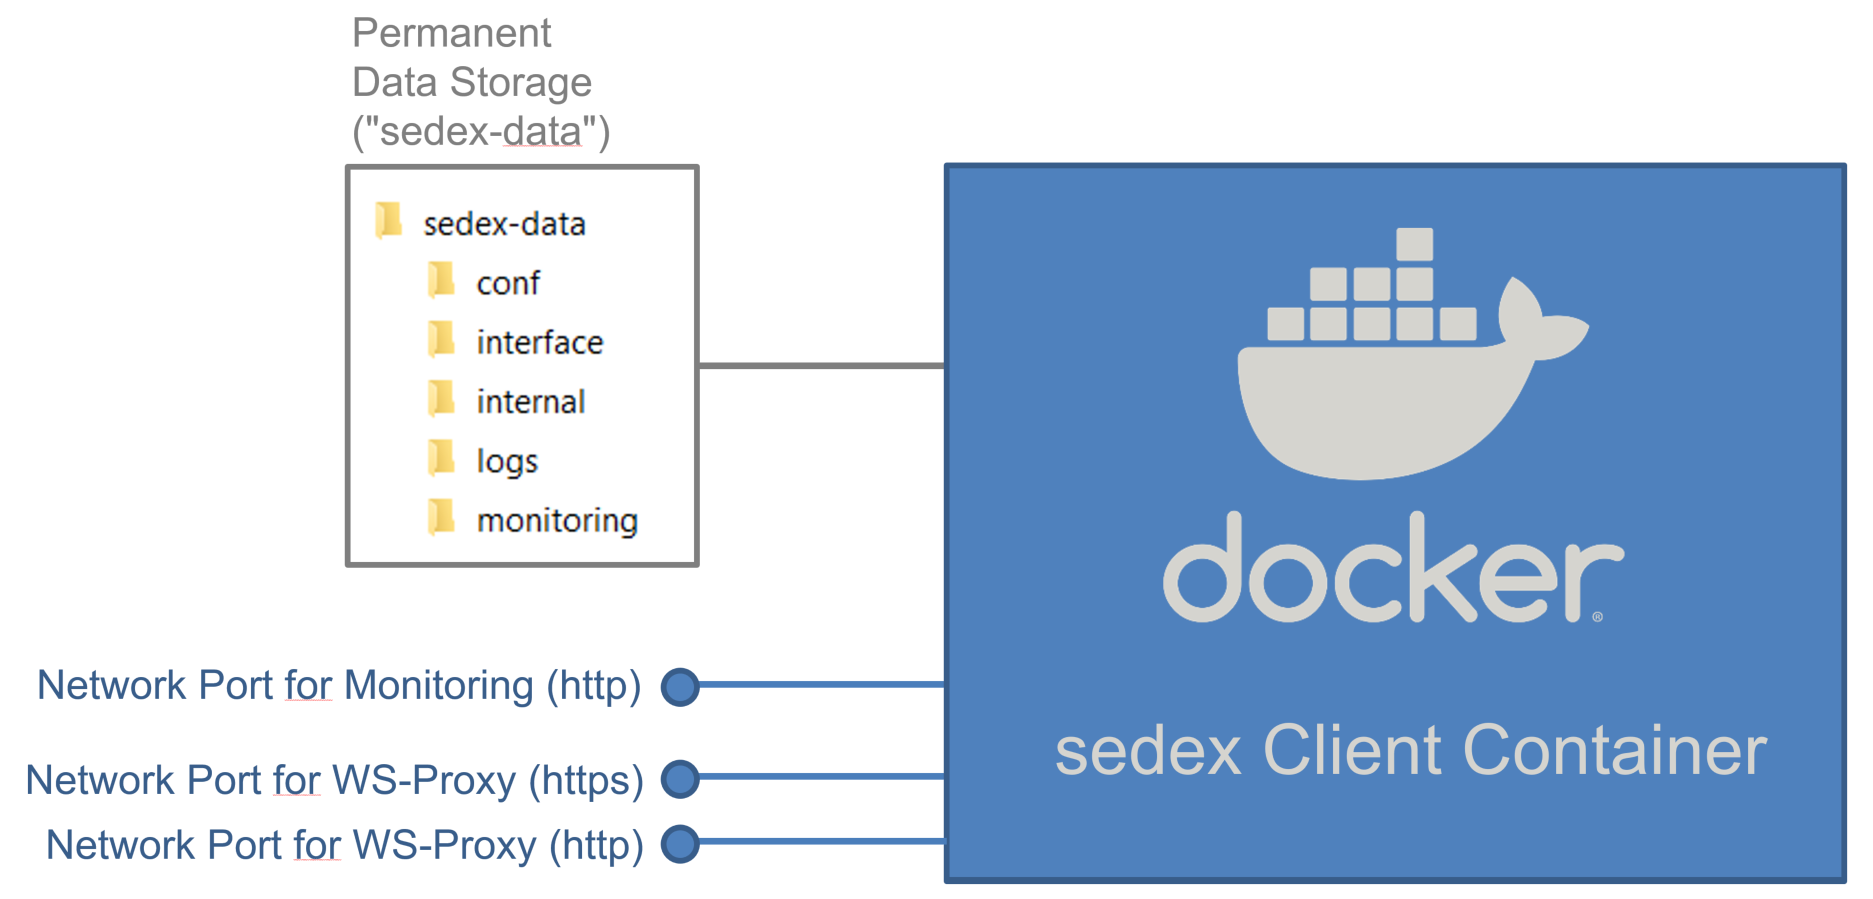 Permanent
Data Storage
("sedex-data")
sedex-data
conf
interface
internal
logs
monitoring
docker®
sedex Client Container
Network Port for Monitoring (http)
Network Port for WS-Proxy (https)
Network Port for WS-Proxy (http)